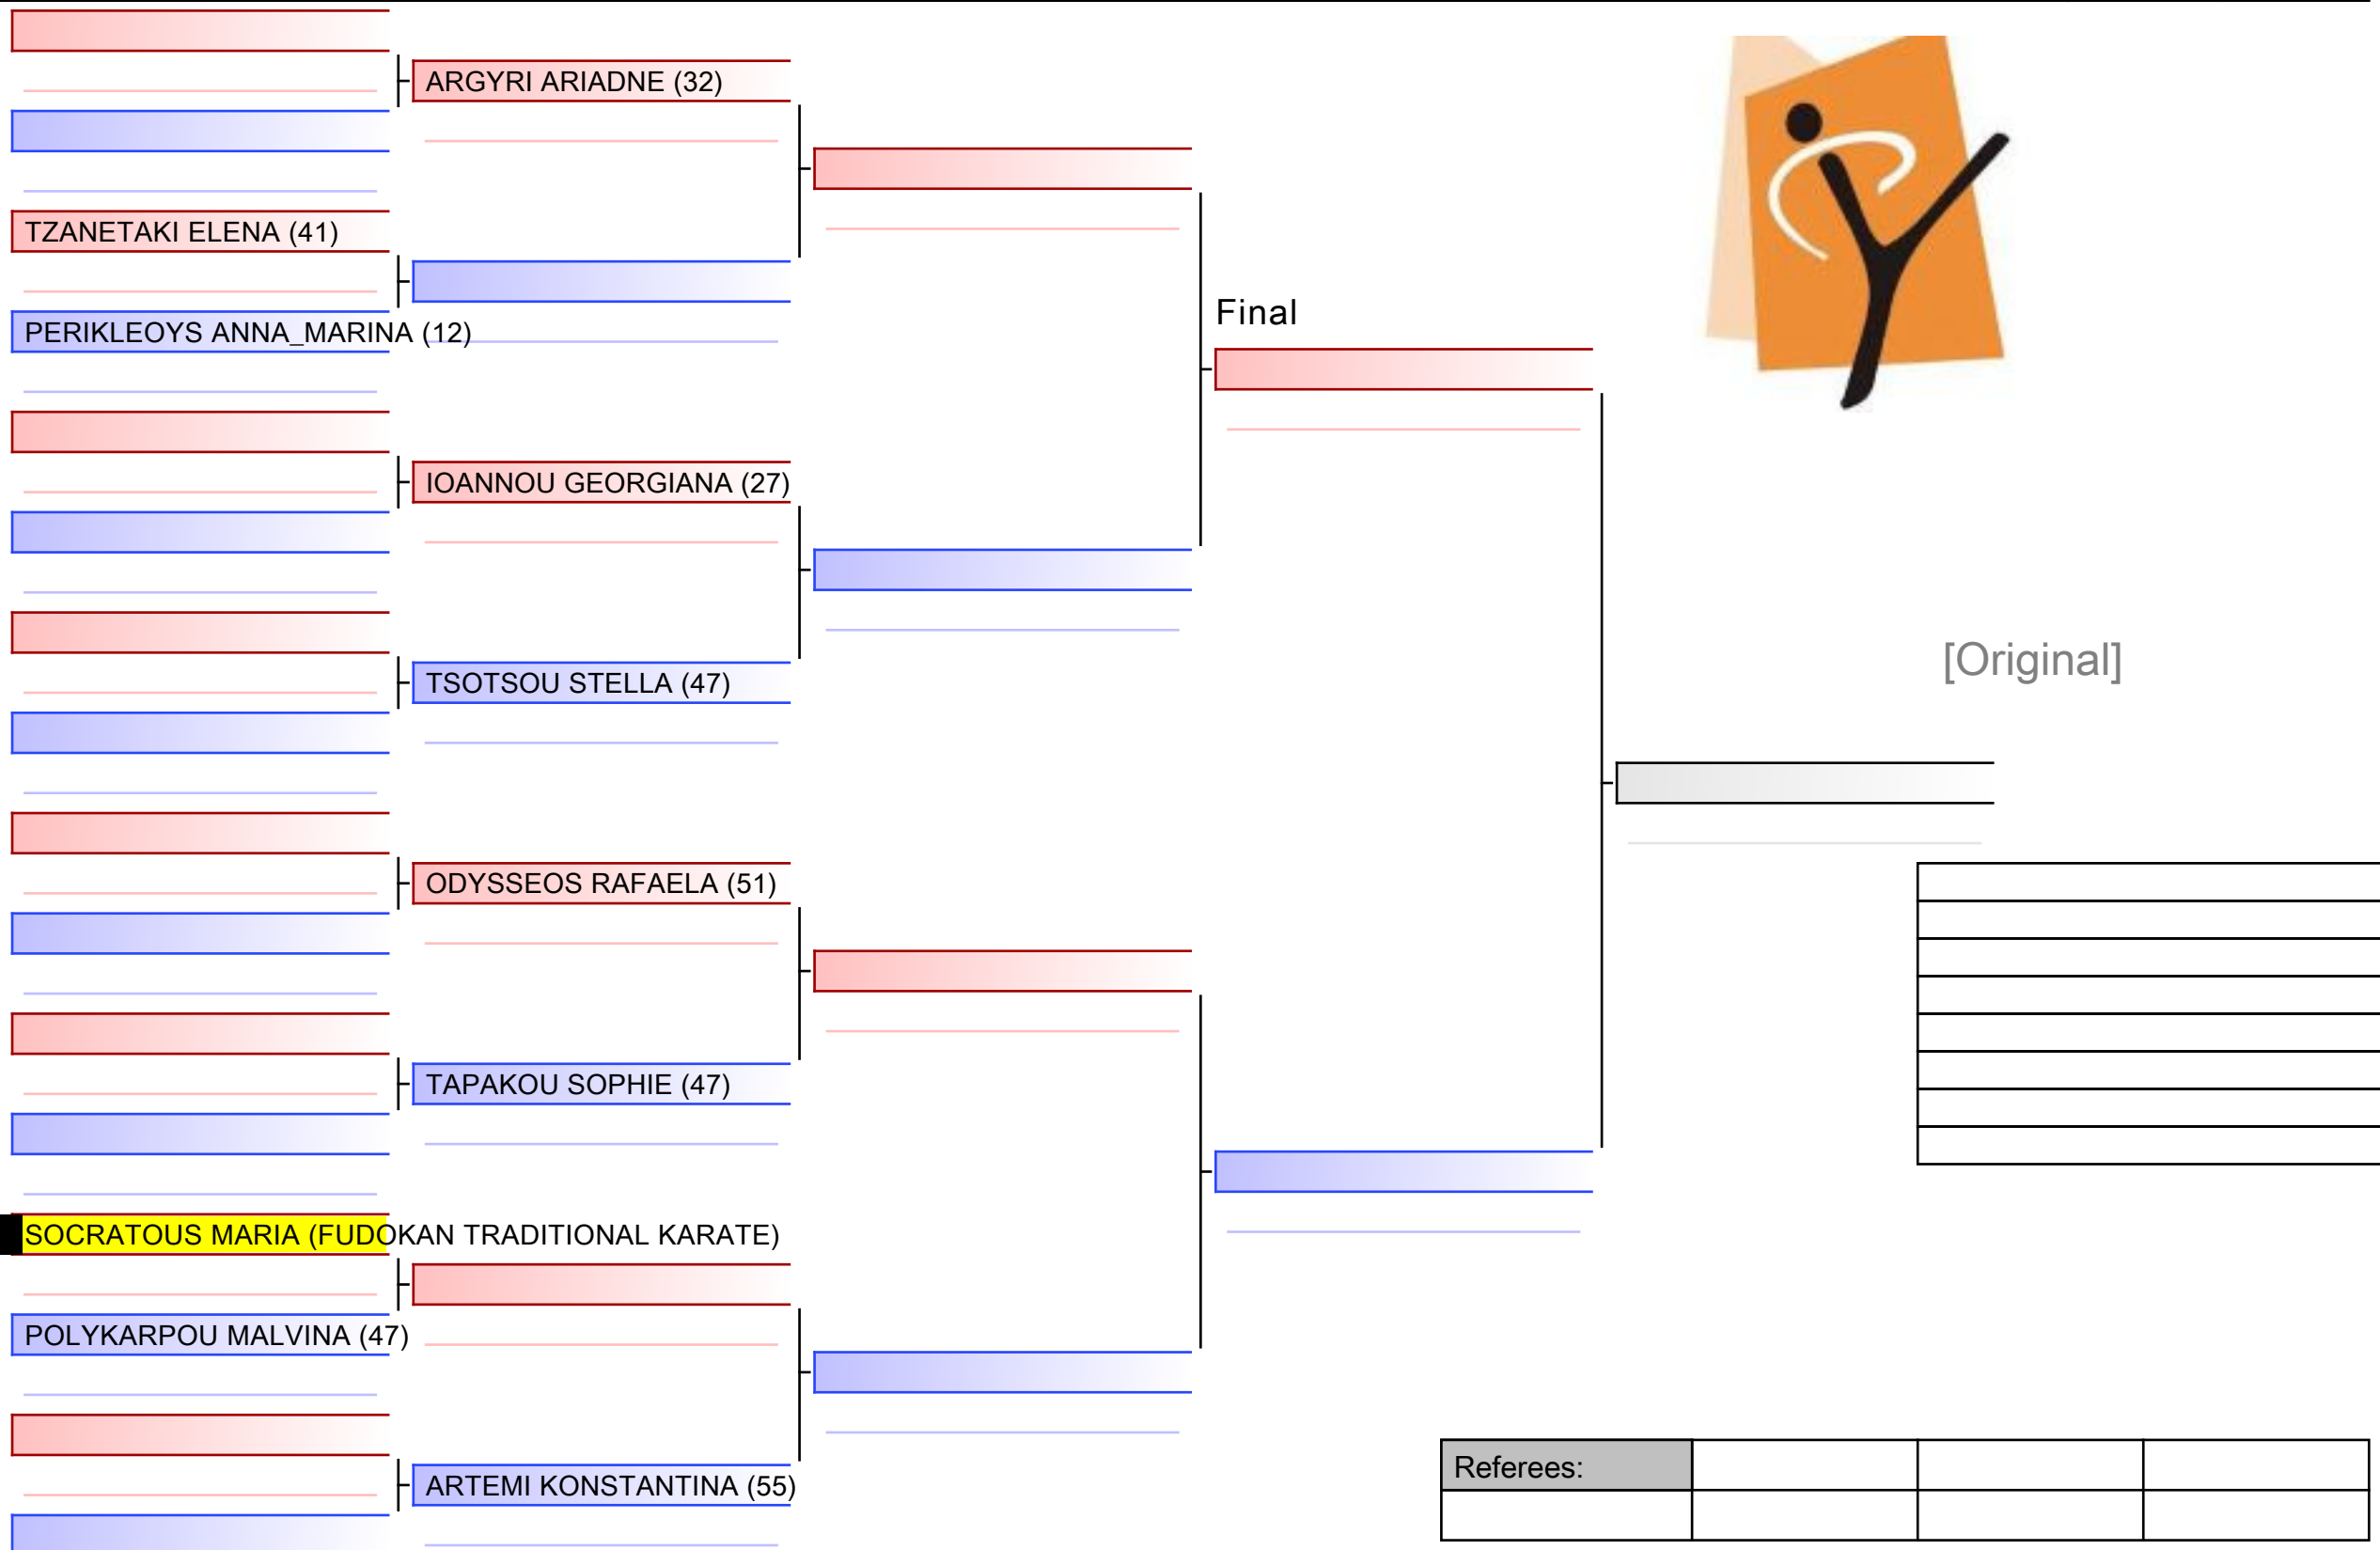 ARGYRI ARIADNE (32)
TZANETAKI ELENA (41)
PERIKLEOYS ANNA_MARINA (12)
Final
IOANNOU GEORGIANA (27)
TSOTSOU STELLA (47)
[Original]
ODYSSEOS RAFAELA (51)
TAPAKOU SOPHIE (47)
SOCRATOUS MARIA (FUDOKAN TRADITIONAL KARATE)
POLYKARPOU MALVINA (47)
ARTEMI KONSTANTINA (55)
Referees: